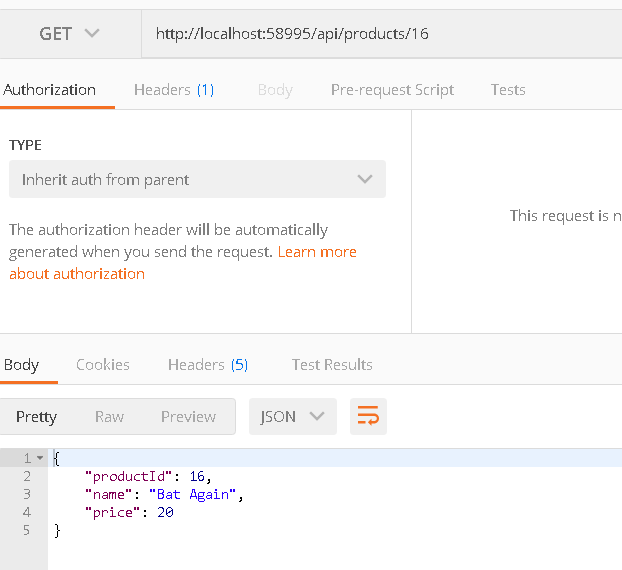 GET http://localhost:58995/api/products/16
Authorization Headers (1) Body Pre-request Script Tests
TYPE
Inherit auth from parent
This request is n
The authorization header will be automatically
generated when you send the request. Learn more
about authorization
Body Cookies Headers (5) Test Results
Pretty Raw Preview JSON
1 {
2 "productId": 16,
3 "name": "Bat Again",
4 "price": 20
5 }